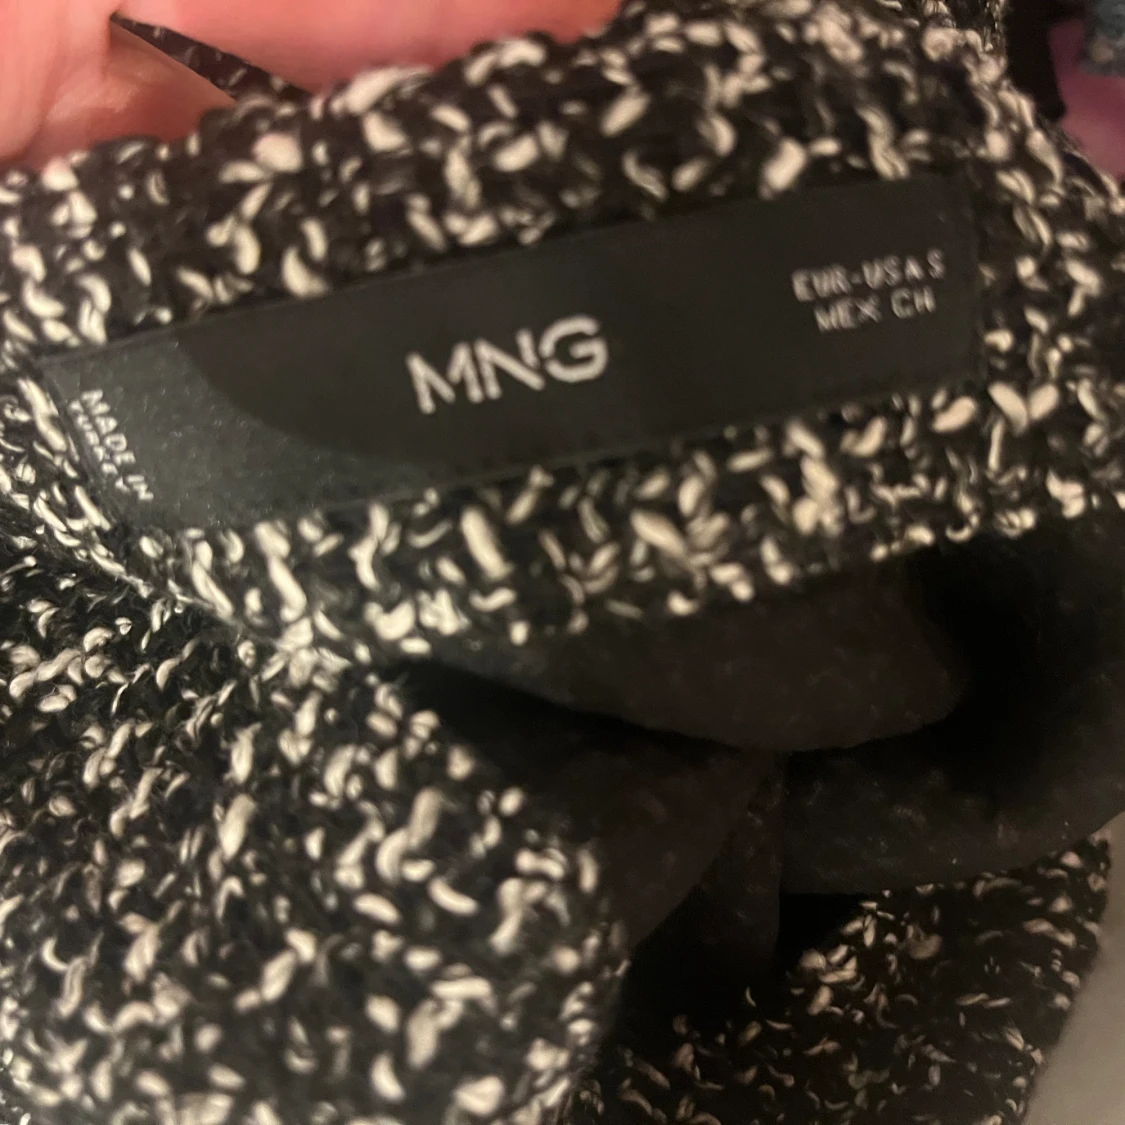 MNG
EUR-USA S
MEX CH
MADE IN